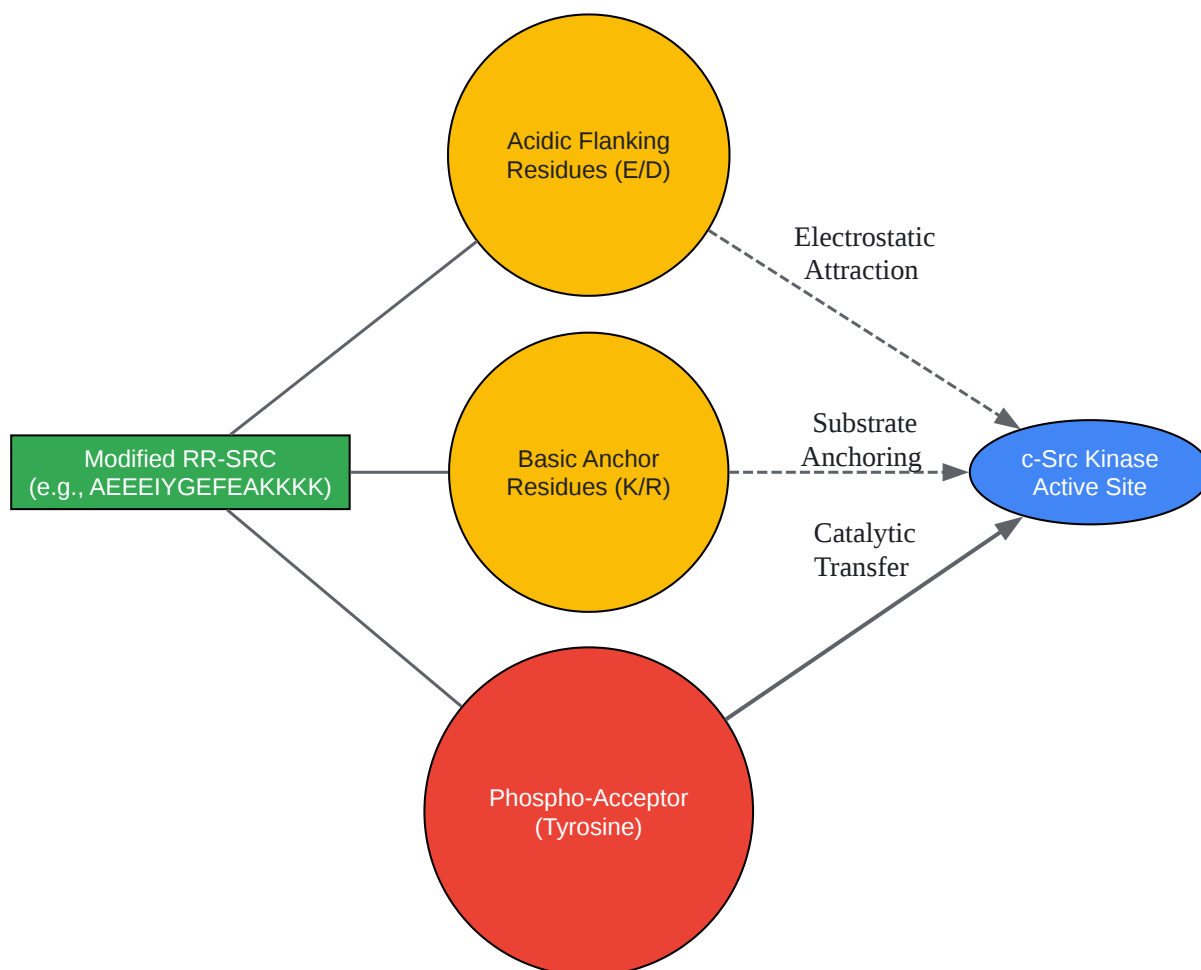 Acidic Flanking
Residues (E/D)
Electrostatic
Attraction
Modified RR-SRC
(e.g., AEEEIYGEFEAKKKK)
Basic Anchor
Residues (K/R)
Substrate
Anchoring
c-Src Kinase
Active Site
Catalytic
Transfer
Phospho-Acceptor
(Tyrosine)